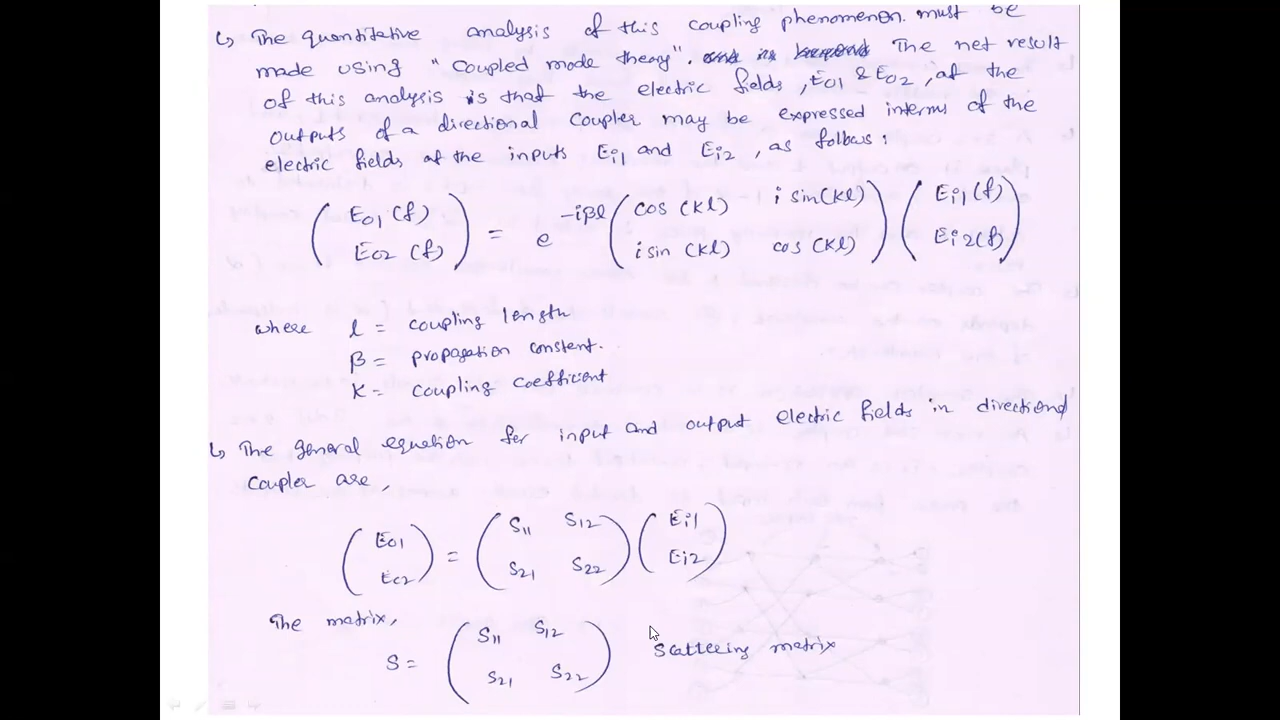 ↳ The quantitative analysis of this coupling phenomenon. must be
made using "Coupled mode theory". The net result
of this analysis is that the electric fields, Eo1 & Eo2, at the
outputs of a directional coupler may be expressed interms of the
electric fields at the inputs Ei1 and Ei2, as follows:
( Eo1 (f) Eo2 (f) ) = e^-iβl ( cos (kl) i sin(kl) i sin (kl) cos (kl) ) ( Ei1 (f) Ei2(f) )
where l = coupling length
β = propagation constant.
K = coupling coefficient
↳ The general equation for input and output electric fields in directional
coupler are,
( Eo1 Eo2 ) = ( S11 S12 S21 S22 ) ( Ei1 Ei2 )
The matrix,
S = ( S11 S12 S21 S22 ) Scattering matrix